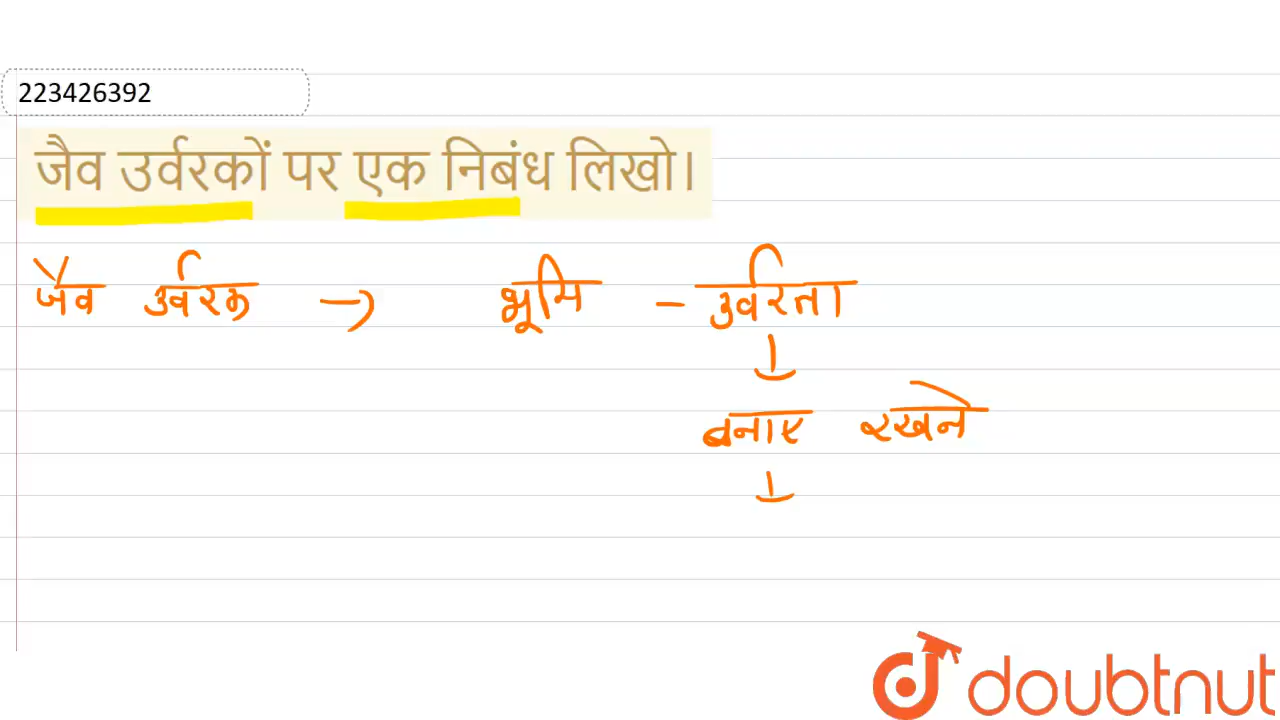 223426392
जैव उर्वरकों पर एक निबंध लिखो।
जैव उर्वरक → भूमि - उर्वरता
बनाए रखने
doubtnut